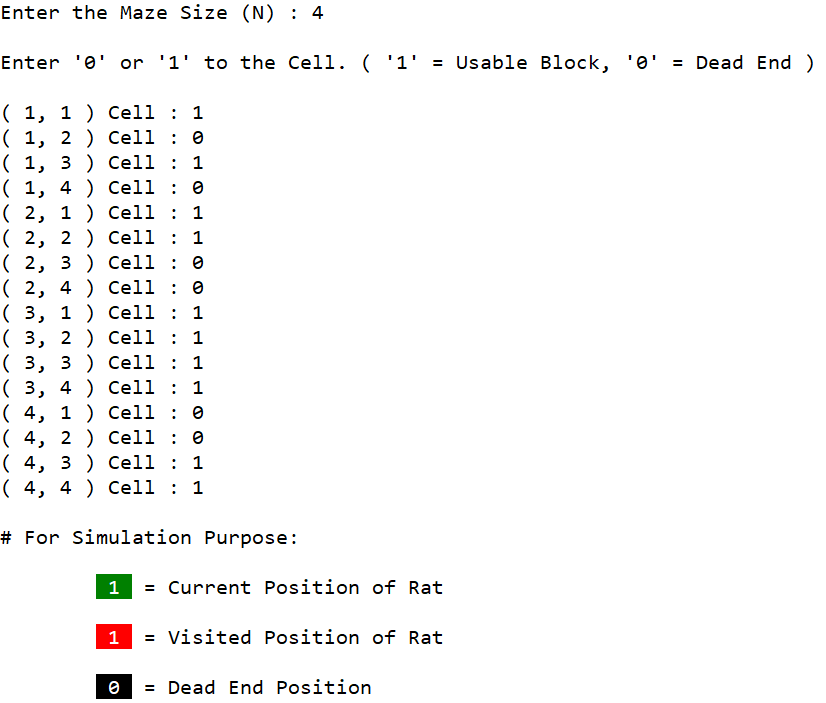 Enter the Maze Size (N) : 4
Enter '0' or '1' to the Cell. ( '1' = Usable Block, '0' = Dead End )
( 1, 1 ) Cell : 1
( 1, 2 ) Cell : 0
( 1, 3 ) Cell : 1
( 1, 4 ) Cell : 0
( 2, 1 ) Cell : 1
( 2, 2 ) Cell : 1
( 2, 3 ) Cell : 0
( 2, 4 ) Cell : 0
( 3, 1 ) Cell : 1
( 3, 2 ) Cell : 1
( 3, 3 ) Cell : 1
( 3, 4 ) Cell : 1
( 4, 1 ) Cell : 0
( 4, 2 ) Cell : 0
( 4, 3 ) Cell : 1
( 4, 4 ) Cell : 1
# For Simulation Purpose:
1 = Current Position of Rat
1 = Visited Position of Rat
0 = Dead End Position